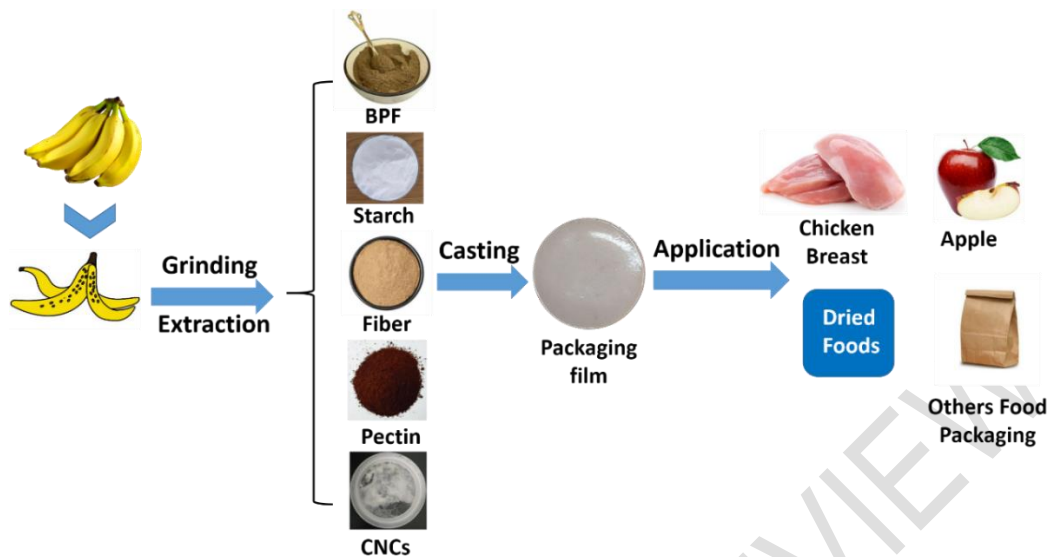 BPF
Starch
Grinding
Extraction
Fiber
Pectin
CNCs
Casting
Packaging
film
Application
Chicken
Breast
Apple
Dried
Foods
Others Food
Packaging
VIEW